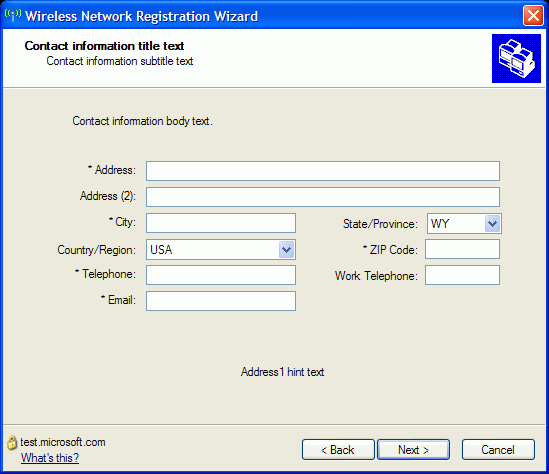 Wireless Network Registration Wizard
Contact information title text
Contact information subtitle text
Contact information body text.
* Address:
Address (2):
* City: State/Province: WY
Country/Region: USA * ZIP Code:
* Telephone: Work Telephone:
* Email:
Address1 hint text
test.microsoft.com
What's this? < Back Next > Cancel